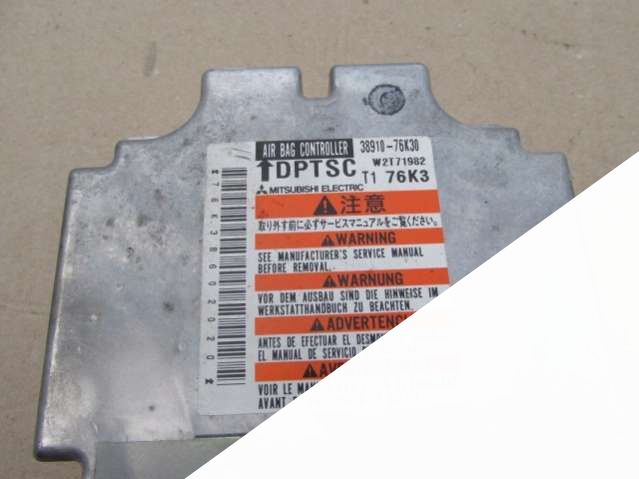 AIR BAG CONTROLLER 38910-76K30
DPTSC W2T71982
MITSUBISHI ELECTRIC T1 76K3
注意
取り外す前に必ずサービスマニュアルをご覧ください。
WARNING
SEE MANUFACTURER'S SERVICE MANUAL
BEFORE REMOVAL.
WARNUNG
VOR DEM AUSBAU SIND DIE HINWEISE IM
WERKSTATTHANDBUCH ZU BEACHTEN.
ANTES DE EFECTUAR EL
EL MANUAL DE SERVICIO
VOIR LE
AVANT